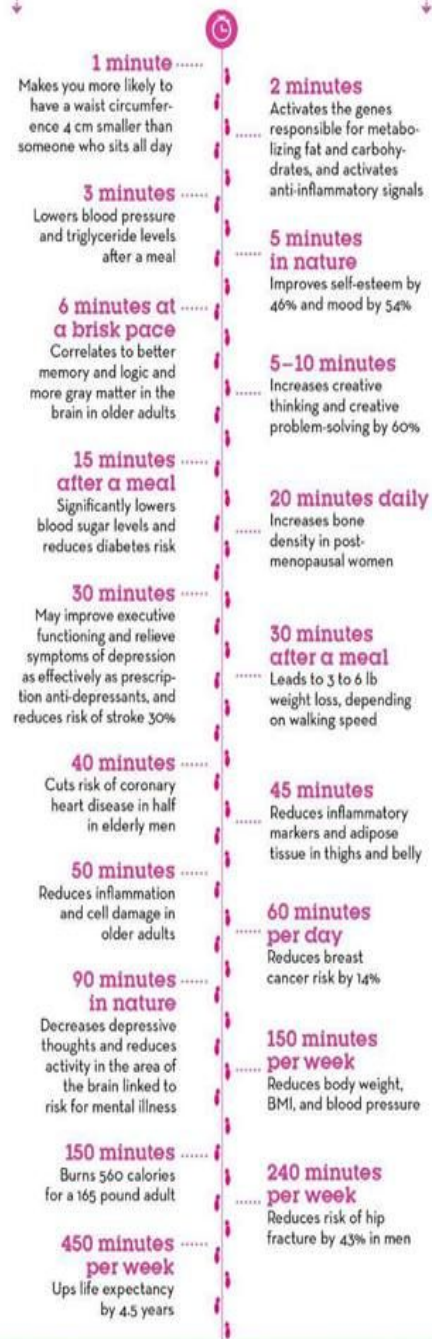 1 minute
Makes you more likely to
have a waist circumfer-
ence 4 cm smaller than
someone who sits all day
2 minutes
Activates the genes
responsible for metabo-
lizing fat and carbohy-
drates, and activates
anti-inflammatory signals
3 minutes
Lowers blood pressure
and triglyceride levels
after a meal
5 minutes
in nature
Improves self-esteem by
46% and mood by 54%
6 minutes at
a brisk pace
Correlates to better
memory and logic and
more gray matter in the
brain in older adults
5–10 minutes
Increases creative
thinking and creative
problem-solving by 60%
15 minutes
after a meal
Significantly lowers
blood sugar levels and
reduces diabetes risk
20 minutes daily
Increases bone
density in post-
menopausal women
30 minutes
May improve executive
functioning and relieve
symptoms of depression
as effectively as prescrip-
tion anti-depressants, and
reduces risk of stroke 30%
30 minutes
after a meal
Leads to 3 to 6 lb
weight loss, depending
on walking speed
40 minutes
Cuts risk of coronary
heart disease in half
in elderly men
45 minutes
Reduces inflammatory
markers and adipose
tissue in thighs and belly
50 minutes
Reduces inflammation
and cell damage in
older adults
60 minutes
per day
Reduces breast
cancer risk by 14%
90 minutes
in nature
Decreases depressive
thoughts and reduces
activity in the area of
the brain linked to
risk for mental illness
150 minutes
per week
Reduces body weight,
BMI, and blood pressure
150 minutes
Burns 560 calories
for a 165 pound adult
240 minutes
per week
Reduces risk of hip
fracture by 43% in men
450 minutes
per week
Ups life expectancy
by 4.5 years